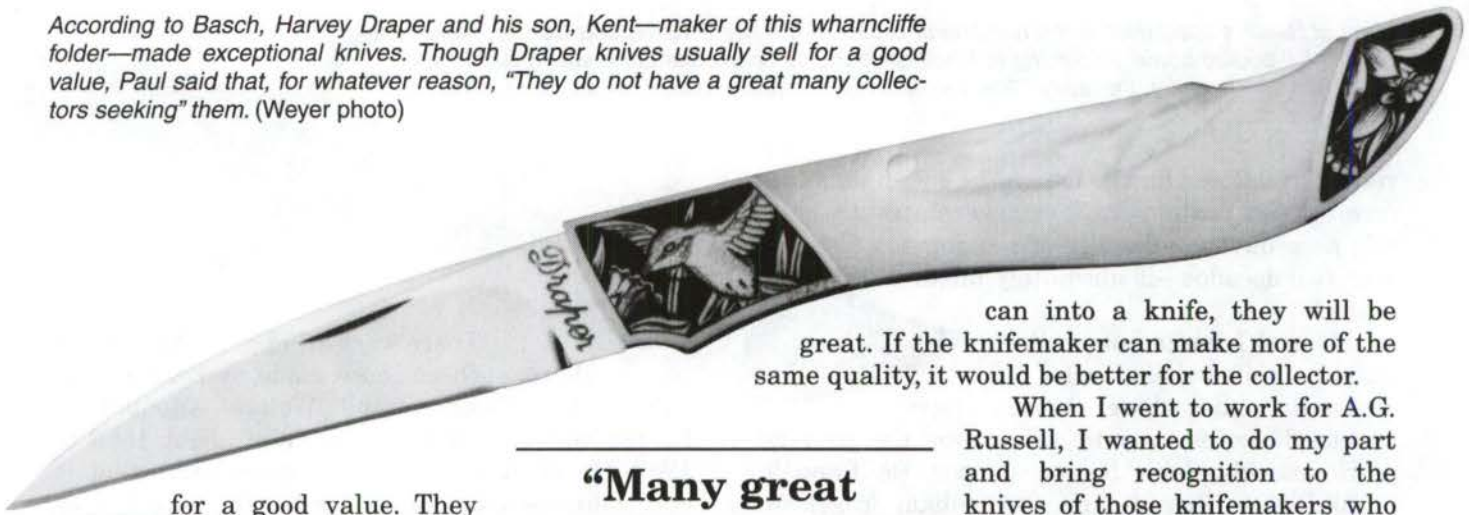 According to Basch, Harvey Draper and his son, Kent—maker of this wharncliffe
folder—made exceptional knives. Though Draper knives usually sell for a good
value, Paul said that, for whatever reason, “They do not have a great many collec-
tors seeking” them. (Weyer photo)
Draper
for a good value. They
“Many great
can into a knife, they will be
great. If the knifemaker can make more of the
same quality, it would be better for the collector.
When I went to work for A.G.
Russell, I wanted to do my part
and bring recognition to the
knives of those knifemakers who